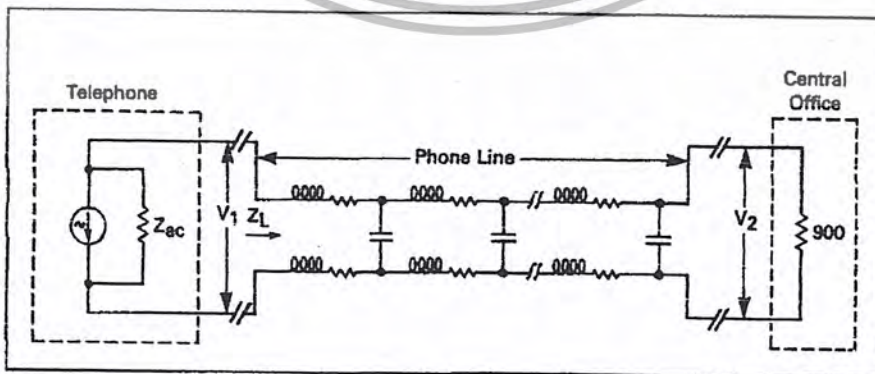 Telephone
Central
Office
Phone Line
Zac
V1
ZL
V2
900